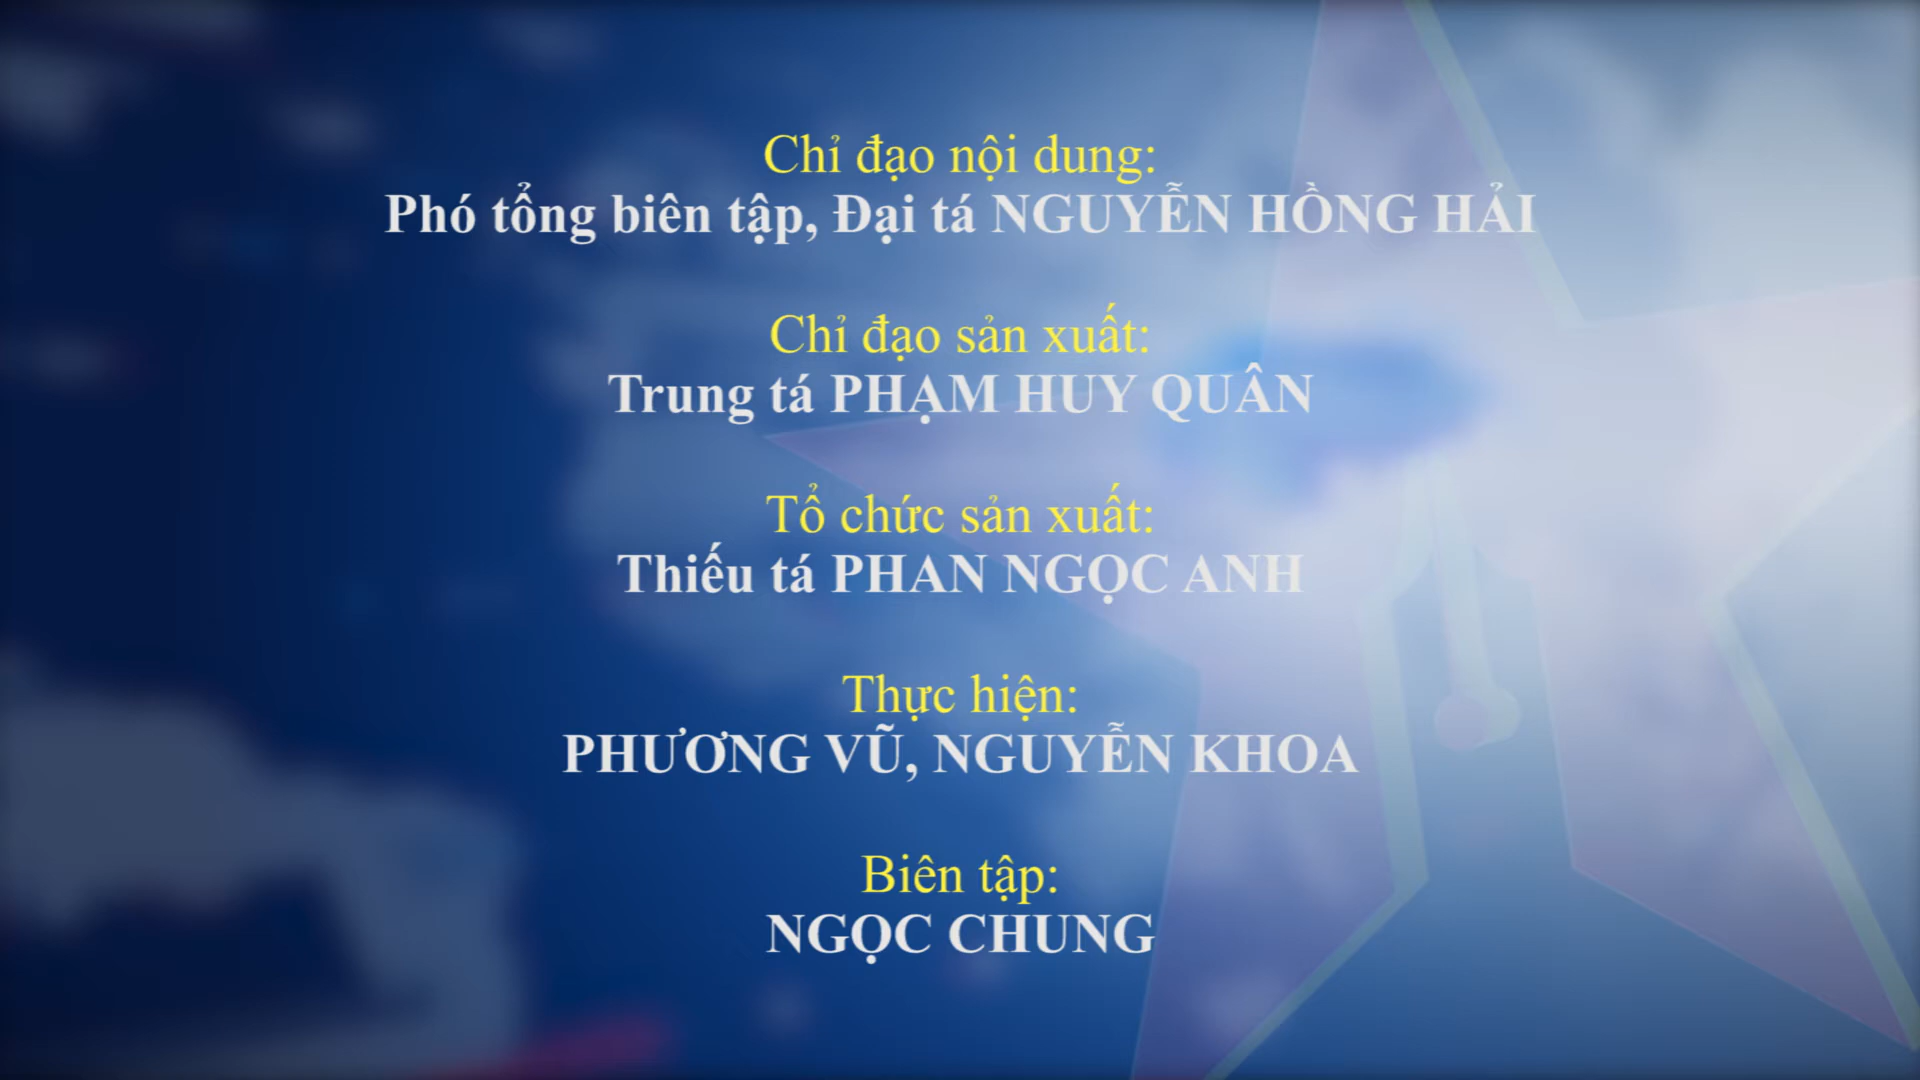 Chỉ đạo nội dung:
Phó tổng biên tập, Đại tá NGUYỄN HỒNG HẢI
Chỉ đạo sản xuất:
Trung tá PHẠM HUY QUÂN
Tổ chức sản xuất:
Thiếu tá PHAN NGỌC ANH
Thực hiện:
PHƯƠNG VŨ, NGUYỄN KHOA
Biên tập:
NGỌC CHUNG